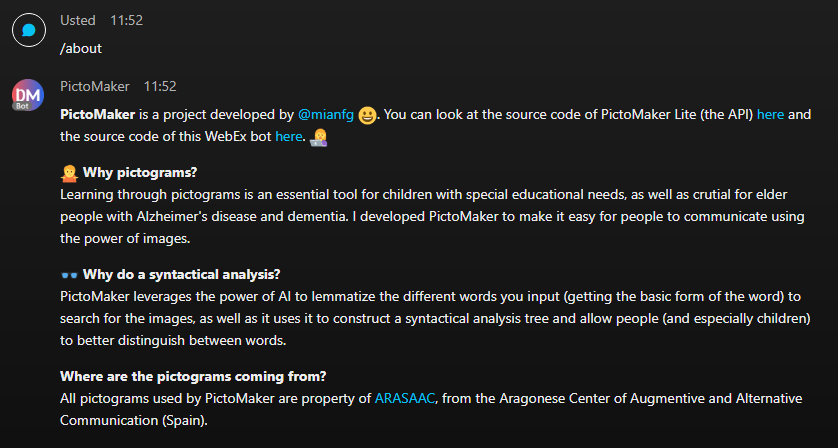 Usted 11:52
/about
DM
Bot
PictoMaker 11:52
PictoMaker is a project developed by @mianfg 😀. You can look at the source code of PictoMaker Lite (the API) here and
the source code of this WebEx bot here. 👩‍💻
🤷 Why pictograms?
Learning through pictograms is an essential tool for children with special educational needs, as well as crutial for elder
people with Alzheimer's disease and dementia. I developed PictoMaker to make it easy for people to communicate using
the power of images.
👓 Why do a syntactical analysis?
PictoMaker leverages the power of AI to lemmatize the different words you input (getting the basic form of the word) to
search for the images, as well as it uses it to construct a syntactical analysis tree and allow people (and especially children)
to better distinguish between words.
Where are the pictograms coming from?
All pictograms used by PictoMaker are property of ARASAAC, from the Aragonese Center of Augmentive and Alternative
Communication (Spain).